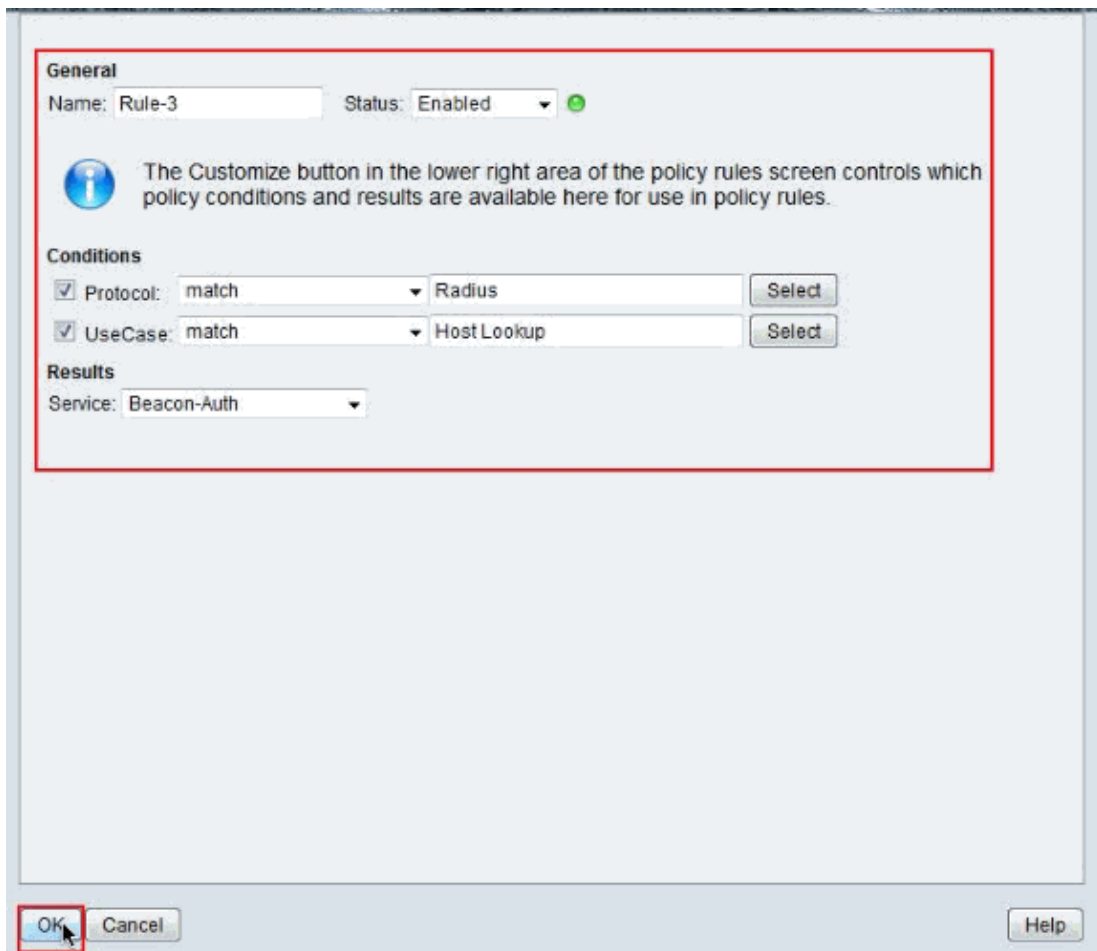 General
Name: Rule-3 Status: Enabled
The Customize button in the lower right area of the policy rules screen controls which
policy conditions and results are available here for use in policy rules.
Conditions
Protocol: match Radius Select
UseCase: match Host Lookup Select
Results
Service: Beacon-Auth
OK Cancel Help